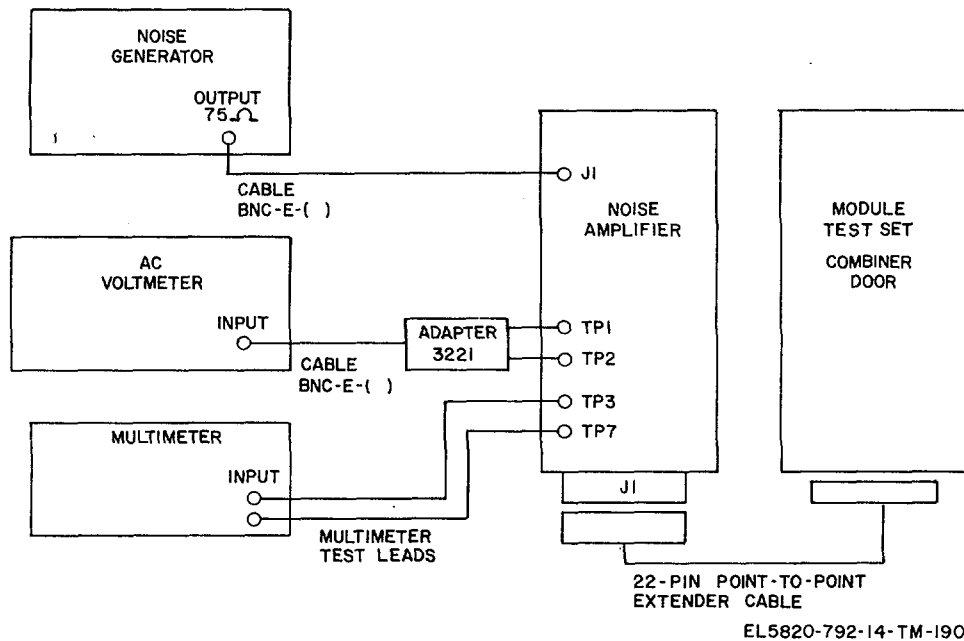 NOISE
GENERATOR
OUTPUT
75Ω
CABLE
BNC-E-( )
J1
NOISE
AMPLIFIER
MODULE
TEST SET
COMBINER
DOOR
AC
VOLTMETER
INPUT
CABLE
BNC-E-( )
ADAPTER
3221
TP1
TP2
TP3
TP7
MULTIMETER
INPUT
MULTIMETER
TEST LEADS
J1
22-PIN POINT-TO-POINT
EXTENDER CABLE
EL5820-792-14-TM-190